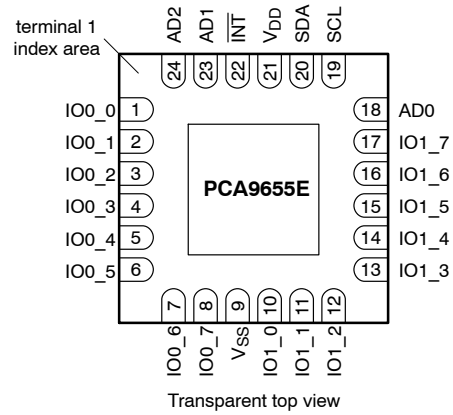 terminal 1
index area
AD2
AD1
INT
VDD
SDA
SCL
24
23
22
21
20
19
IO0_0 1
IO0_1 2
IO0_2 3
IO0_3 4
IO0_4 5
IO0_5 6
PCA9655E
18 AD0
17 IO1_7
16 IO1_6
15 IO1_5
14 IO1_4
13 IO1_3
7
8
9
10
11
12
IO0_6
IO0_7
VSS
IO1_0
IO1_1
IO1_2
Transparent top view